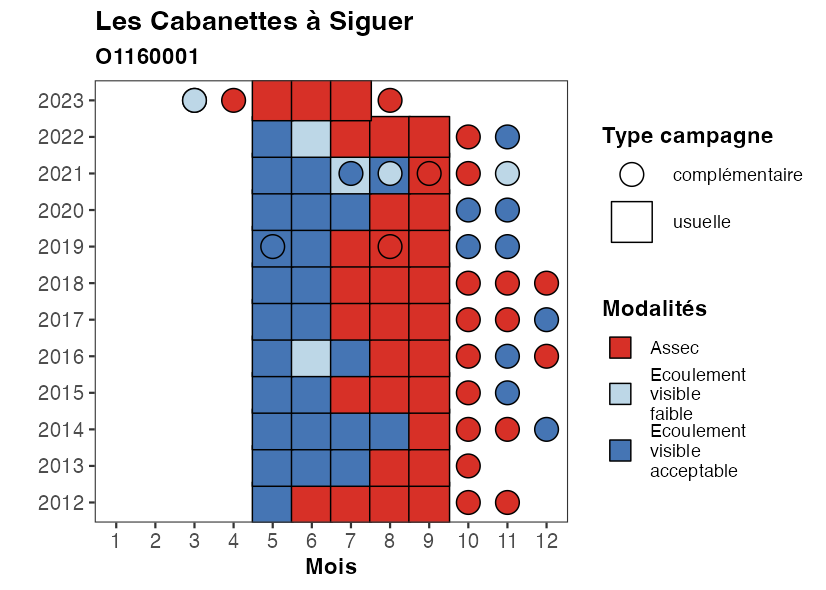 Les Cabanettes à Siguer
O1160001
2023
2022
2021
2020
2019
2018
2017
2016
2015
2014
2013
2012
1 2 3 4 5 6 7 8 9 10 11 12
Mois
Type campagne
complémentaire
usuelle
Modalités
Assec
Ecoulement
visible
faible
Ecoulement
visible
acceptable